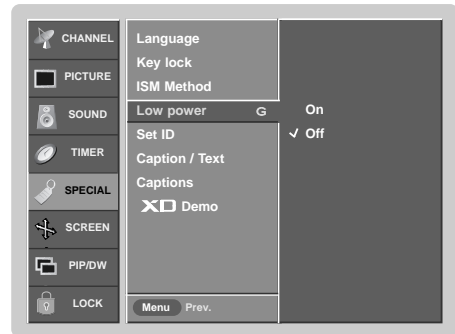 CHANNEL
PICTURE
SOUND
TIMER
SPECIAL
SCREEN
PIP/DW
LOCK
Language
Key lock
ISM Method
Low power G
Set ID
Caption / Text
Captions
XD Demo
Menu Prev.
On
✓ Off